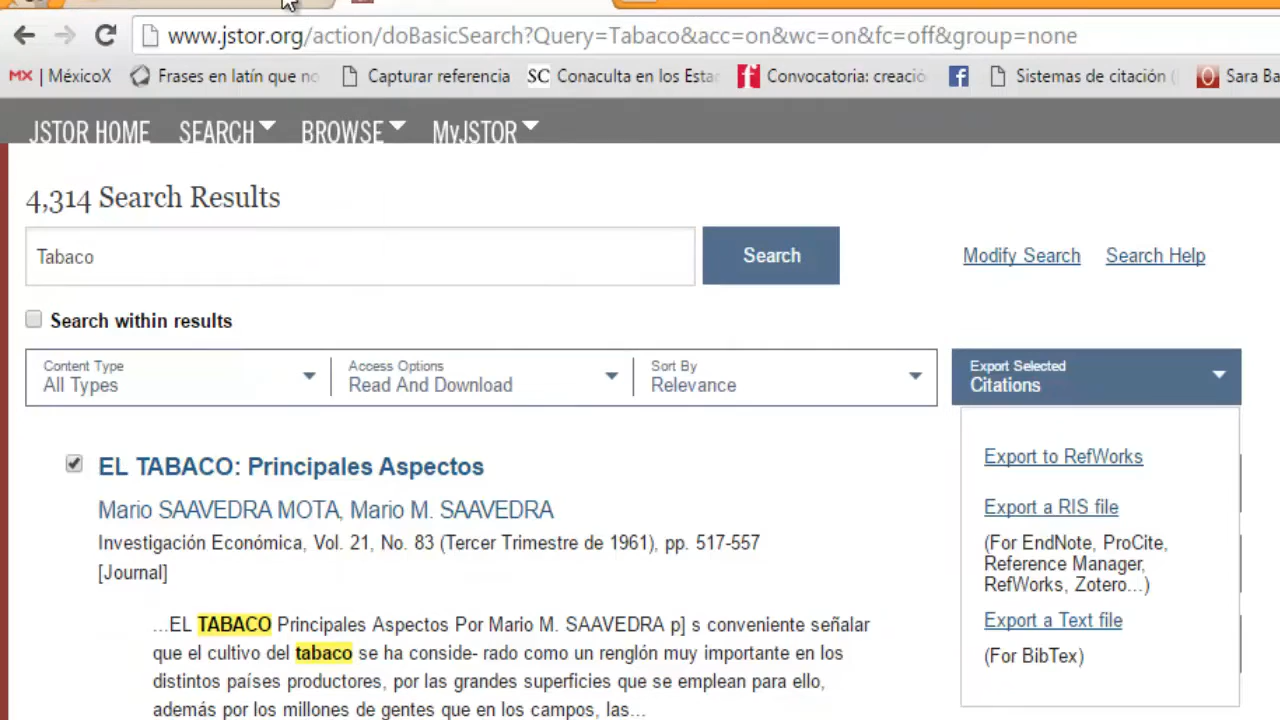 www.jstor.org/action/doBasicSearch?Query=Tabaco&acc=on&wc=on&fc=off&group=none
MX | MéxicoX
Frases en latín que no
Capturar referencia
SC Conaculta en los Esta
Convocatoria: creació
f
Sistemas de citación (
Sara Ba
JSTOR HOME
SEARCH
BROWSE
MyJSTOR
4,314 Search Results
Tabaco
Search
Modify Search
Search Help
Search within results
Content Type
All Types
Access Options
Read And Download
Sort By
Relevance
Export Selected
Citations
Export to RefWorks
Export a RIS file
(For EndNote, ProCite,
Reference Manager,
RefWorks, Zotero...)
Export a Text file
(For BibTex)
EL TABACO: Principales Aspectos
Mario SAAVEDRA MOTA, Mario M. SAAVEDRA
Investigación Económica, Vol. 21, No. 83 (Tercer Trimestre de 1961), pp. 517-557
[Journal]
...EL TABACO Principales Aspectos Por Mario M. SAAVEDRA p] s conveniente señalar
que el cultivo del tabaco se ha conside- rado como un renglón muy importante en los
distintos países productores, por las grandes superficies que se emplean para ello,
además por los millones de gentes que en los campos, las...